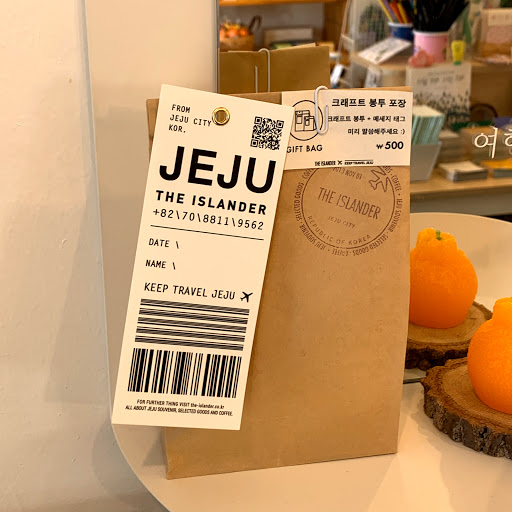 FROM
JEJU CITY
KOR.
JEJU
THE ISLANDER
+82\70\8811\9562
DATE \
NAME \
KEEP TRAVEL JEJU
FOR FURTHER THING VISIT the-islander.co.kr
ALL ABOUT JEJU SOUVENIR, SELECTED GOODS AND COFFEE.
GIFT BAG
크래프트 봉투 포장
크래프트 봉투 + 메세지 태그
미리 말씀해주세요 :)
₩500
THE ISLANDER
KEEP TRAVEL JEJU
THE ISLANDER
JEJU CITY
REPUBLIC OF KOREA